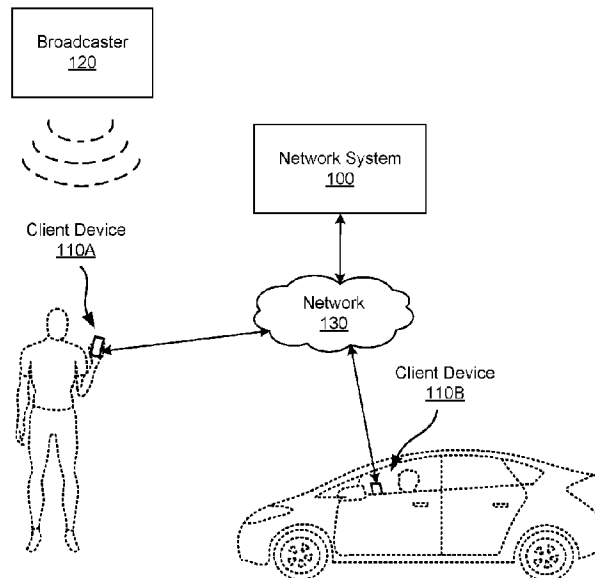 Broadcaster
120
Network System
100
Client Device
110A
Network
130
Client Device
110B